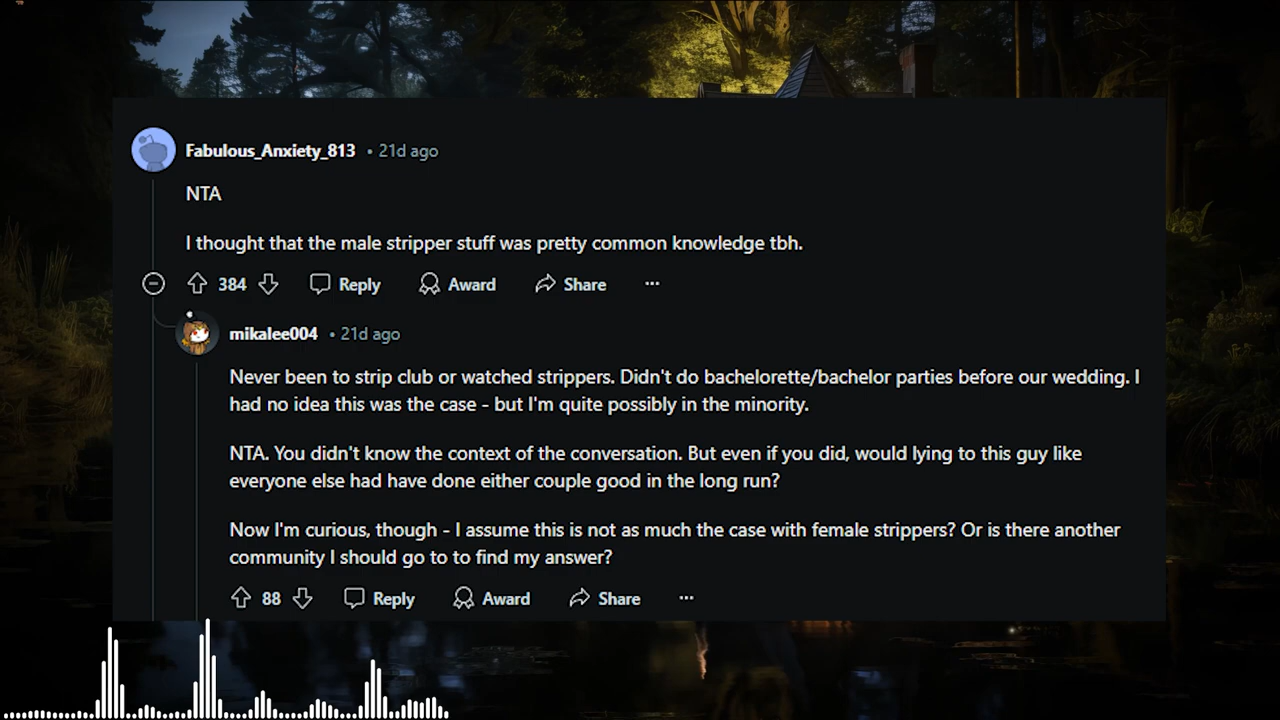 Fabulous_Anxiety_813 • 21d ago
NTA
I thought that the male stripper stuff was pretty common knowledge tbh.
384 Reply Award Share ...
mikalee004 • 21d ago
Never been to strip club or watched strippers. Didn't do bachelorette/bachelor parties before our wedding. I
had no idea this was the case - but I'm quite possibly in the minority.
NTA. You didn't know the context of the conversation. But even if you did, would lying to this guy like
everyone else had have done either couple good in the long run?
Now I'm curious, though - I assume this is not as much the case with female strippers? Or is there another
community I should go to to find my answer?
88 Reply Award Share ...